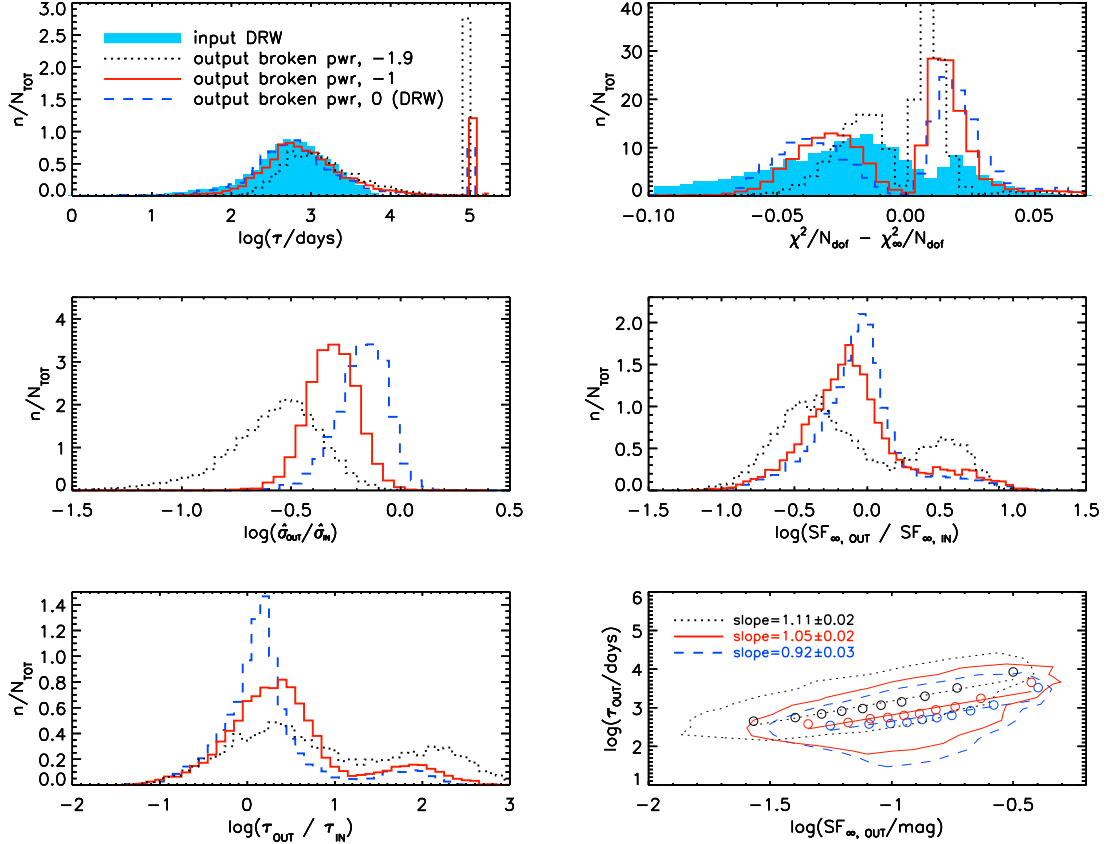 3.0
2.5
2.0
1.5
1.0
0.5
0.0
n/N_TOT
input DRW
output broken pwr, −1.9
output broken pwr, −1
output broken pwr, 0 (DRW)
0 1 2 3 4 5
log(τ/days)
40
30
20
10
0
n/N_TOT
−0.10 −0.05 0.00 0.05
χ²/N_dof − χ²_∞/N_dof
4
3
2
1
0
n/N_TOT
−1.5 −1.0 −0.5 0.0 0.5
log(σ̂_OUT/σ̂_IN)
2.0
1.5
1.0
0.5
0.0
n/N_TOT
−1.5 −1.0 −0.5 0.0 0.5 1.0 1.5
log(SF_∞, OUT / SF_∞, IN)
1.4
1.2
1.0
0.8
0.6
0.4
0.2
0.0
n/N_TOT
−2 −1 0 1 2 3
log(τ_OUT / τ_IN)
6
5
4
3
2
1
log(τ_OUT/days)
slope=1.11±0.02
slope=1.05±0.02
slope=0.92±0.03
−2 −1.5 −1 −0.5
log(SF_∞, OUT/mag)